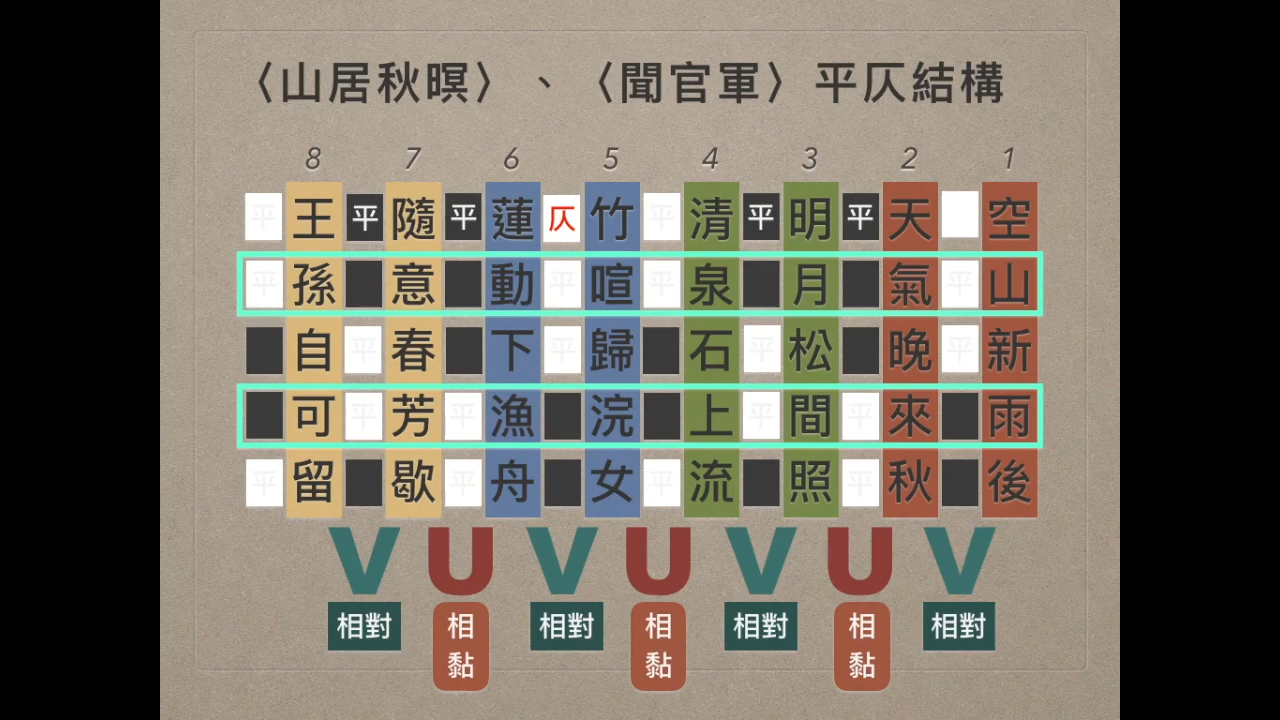 〈山居秋暝〉、〈聞官軍〉平仄結構
8 7 6 5 4 3 2 1
空山新雨後
平平
天氣晚來秋
平平平
明月松間照
平平平
清泉石上流
平平平
竹喧歸浣女
仄平平
蓮動下漁舟
平平平
隨意春芳歇
平平平
王孫自可留
平平平
V U V U V U V
相對 相黏 相對 相黏 相對 相黏 相對